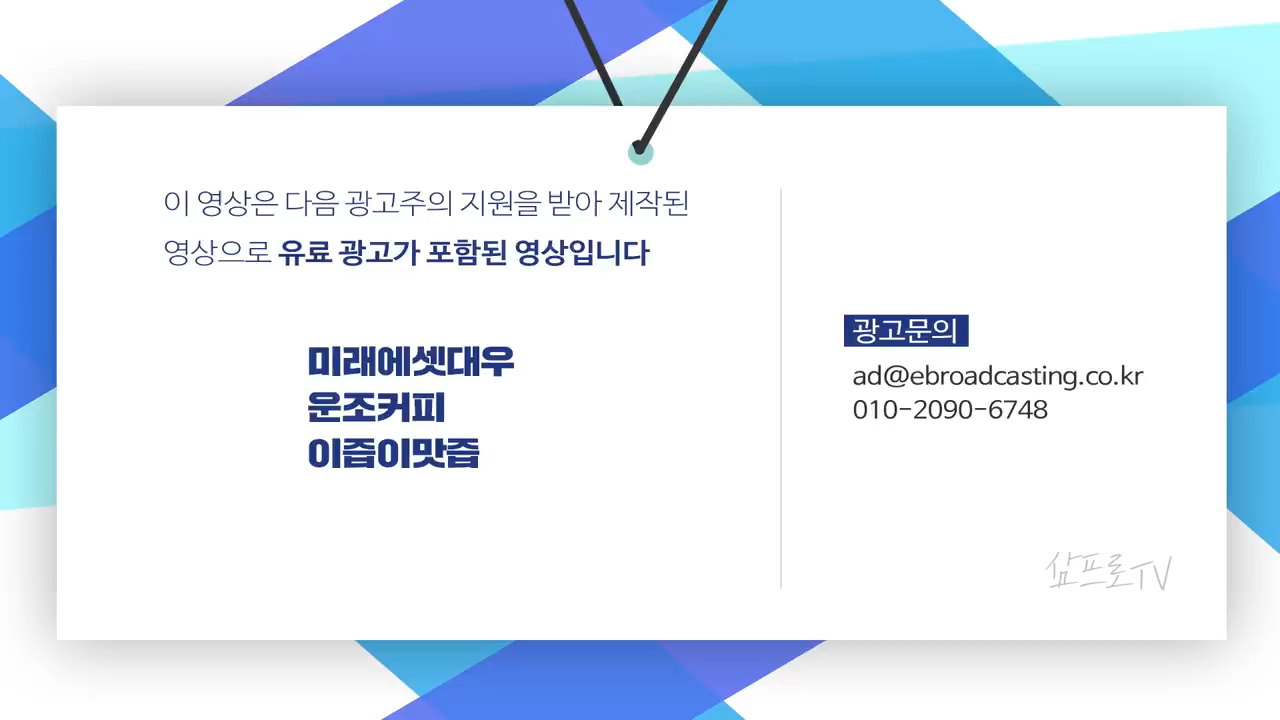 이 영상은 다음 광고주의 지원을 받아 제작된
영상으로 유료 광고가 포함된 영상입니다
미래에셋대우
운조커피
이즙이맛즙
광고문의
ad@ebroadcasting.co.kr
010-2090-6748
삼프로TV